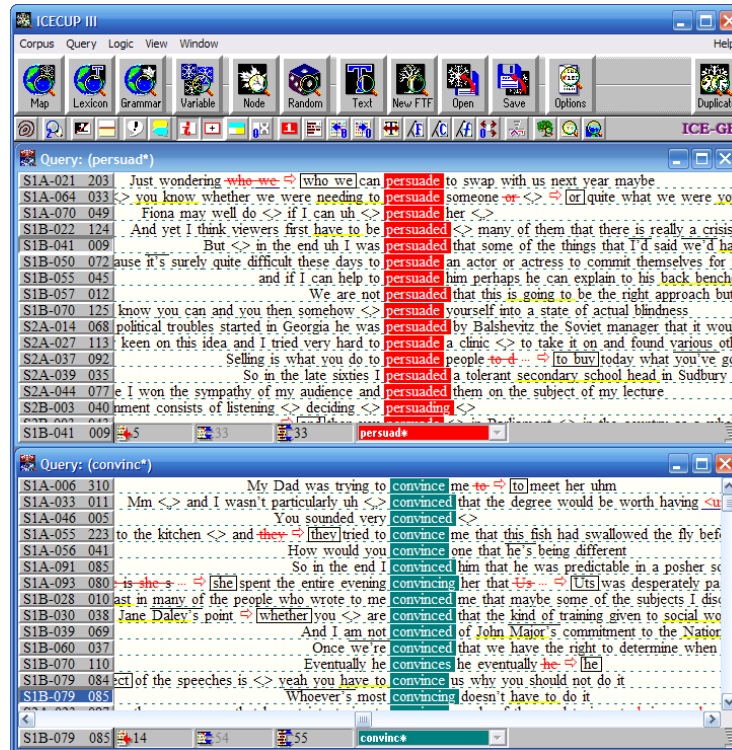 ICECUP III
Corpus Query Logic View Window Help
Map Lexicon Grammar Variable Node Random Text New FTF Open Save Options Duplicat
ICE-GE
Query: (persuad*)
S1A-021 203 Just wondering who we ⇨ who we can persuade to swap with us next year maybe
S1A-064 033 <> you know whether we were needing to persuade someone or <> ⇨ or quite what we were yo
S1A-070 049 Fiona may well do <> if I can uh <> persuade her <,>
S1B-022 124 And yet I think viewers first have to be persuaded <> many of them that there is really a crisis
S1B-041 009 But <> in the end uh I was persuaded that some of the things that I'd said we'd ha
S1B-050 072 ause it's surely quite difficult these days to persuade an actor or actress to commit themselves for
S1B-055 045 and if I can help to persuade him perhaps he can explain to his back bench
S1B-057 012 We are not persuaded that this is going to be the right approach but
S1B-070 125 know you can and you then somehow <> persuade yourself into a state of actual blindness
S2A-014 068 political troubles started in Georgia he was persuaded by Balshevitz the Soviet manager that it wou
S2A-027 113 keen on this idea and I tried very hard to persuade a clinic <> to take it on and found various oth
S2A-037 092 Selling is what you do to persuade people to d ... ⇨ to buy today what you've go
S2A-039 035 So in the late sixties I persuaded a tolerant secondary school head in Sudbury
S2A-044 077 e I won the sympathy of my audience and persuaded them on the subject of my lecture
S2B-003 040 nment consists of listening <> deciding <> persuading <>
S1B-041 009 5 33 33 persuad*
Query: (convinc*)
S1A-006 310 My Dad was trying to convince me to ⇨ to meet her uhm
S1A-033 011 Mm <,> and I wasn't particularly uh <,> convinced that the degree would be worth having <u
S1A-046 005 You sounded very convinced <>
S1A-055 223 to the kitchen <> and they ⇨ they tried to convince me that this fish had swallowed the fly befo
S1A-056 041 How would you convince one that he's being different
S1A-091 085 So in the end I convinced him that he was predictable in a posher sc
S1A-093 080 e is she s ... ⇨ she spent the entire evening convincing her that Us ... ⇨ Uts was desperately pa
S1B-028 010 ast in many of the people who wrote to me convinced me that maybe some of the subjects I disc
S1B-030 038 Jane Daley's point ⇨ whether you <> are convinced that the kind of training given to social wo
S1B-039 069 And I am not convinced of John Major's commitment to the Nation
S1B-060 037 Once we're convinced that we have the right to determine when
S1B-070 110 Eventually he convinces he eventually he ⇨ he
S1B-079 084 ect of the speeches is <> yeah you have to convince us why you should not do it
S1B-079 085 Whoever's most convincing doesn't have to do it
S1B-079 085 14 54 55 convinc*